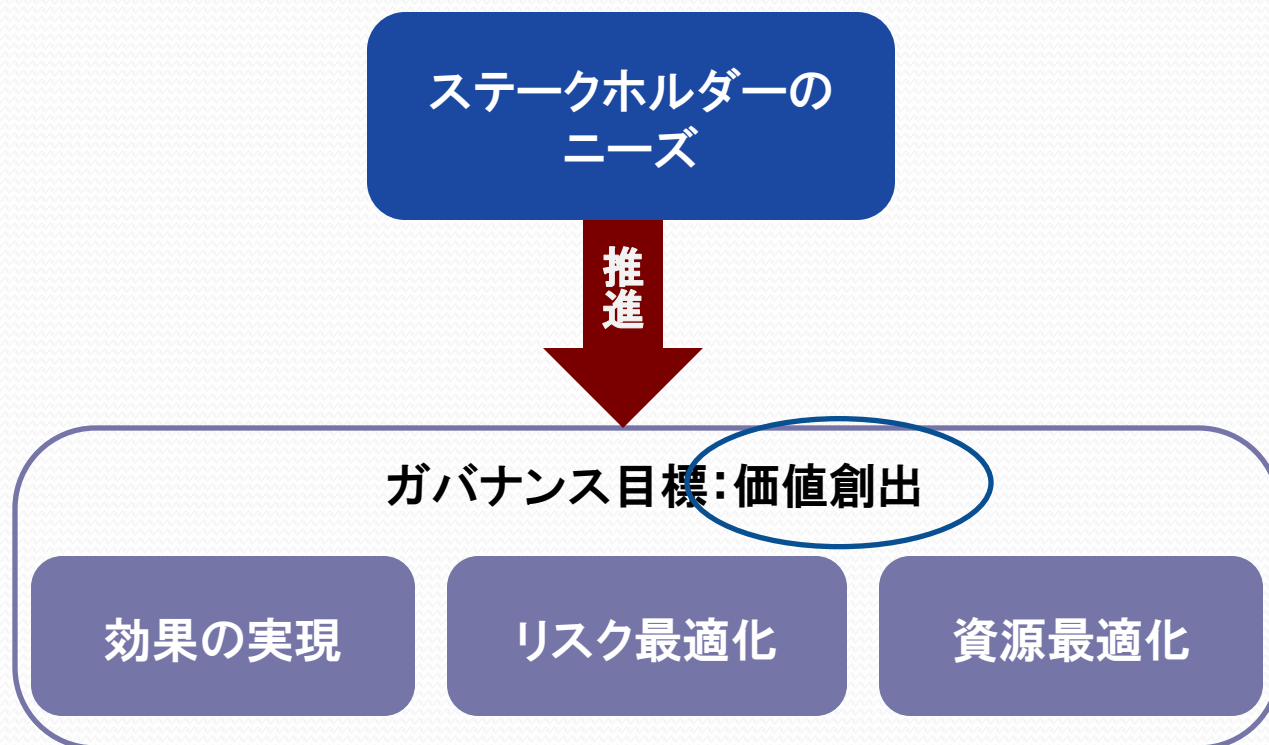 ステークホルダーの
ニーズ
推進
ガバナンス目標：価値創出
効果の実現
リスク最適化
資源最適化